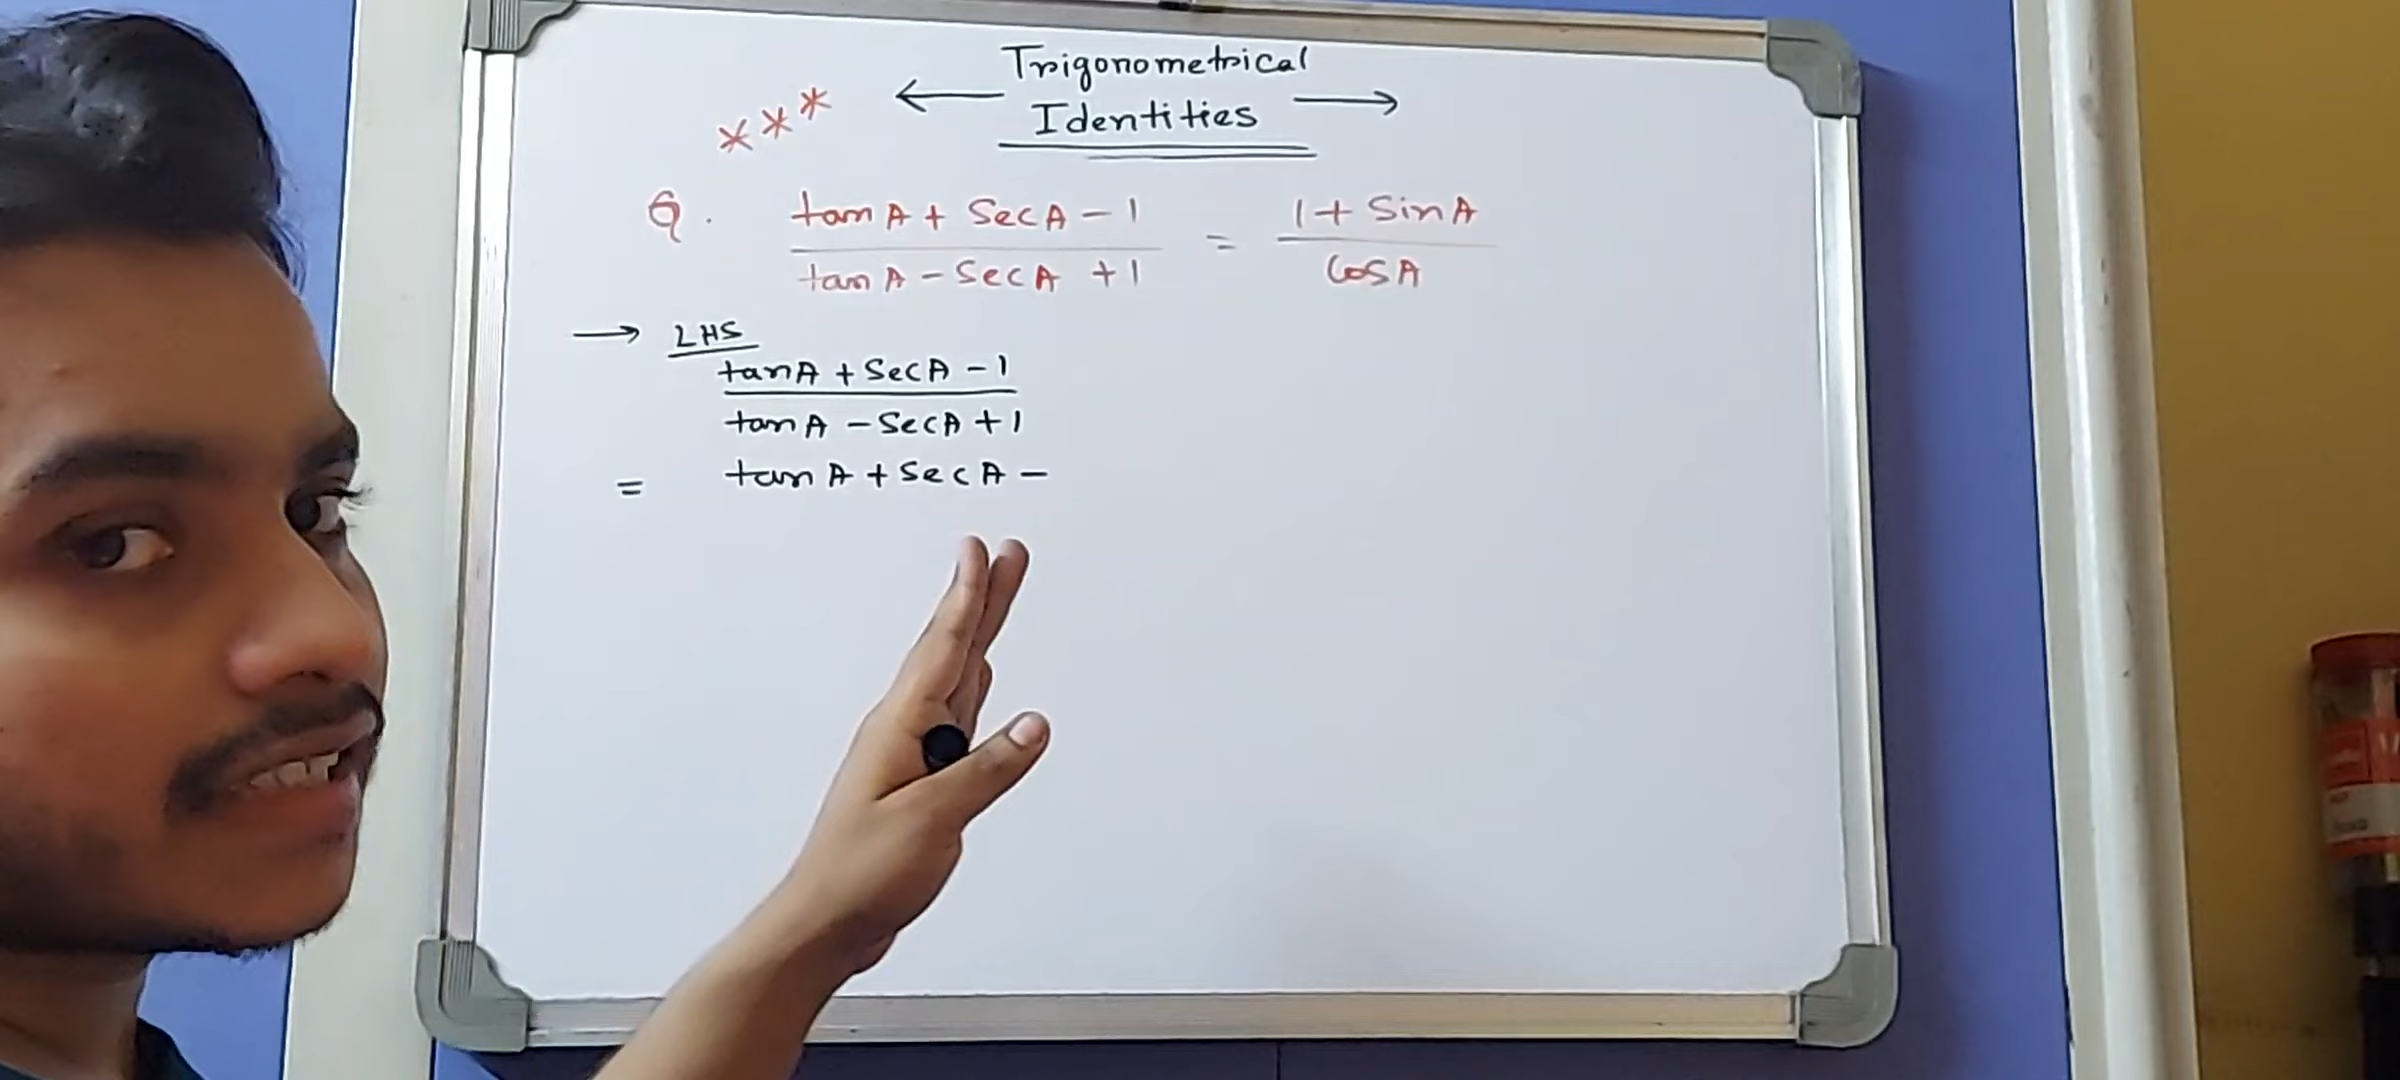 Trigonometrical
*** ← Identities →
Q. tanA + SecA - 1 / tanA - SecA + 1 = 1 + SinA / CosA
→ LHS
tanA + SecA - 1
tanA - SecA + 1
= tanA + SecA -